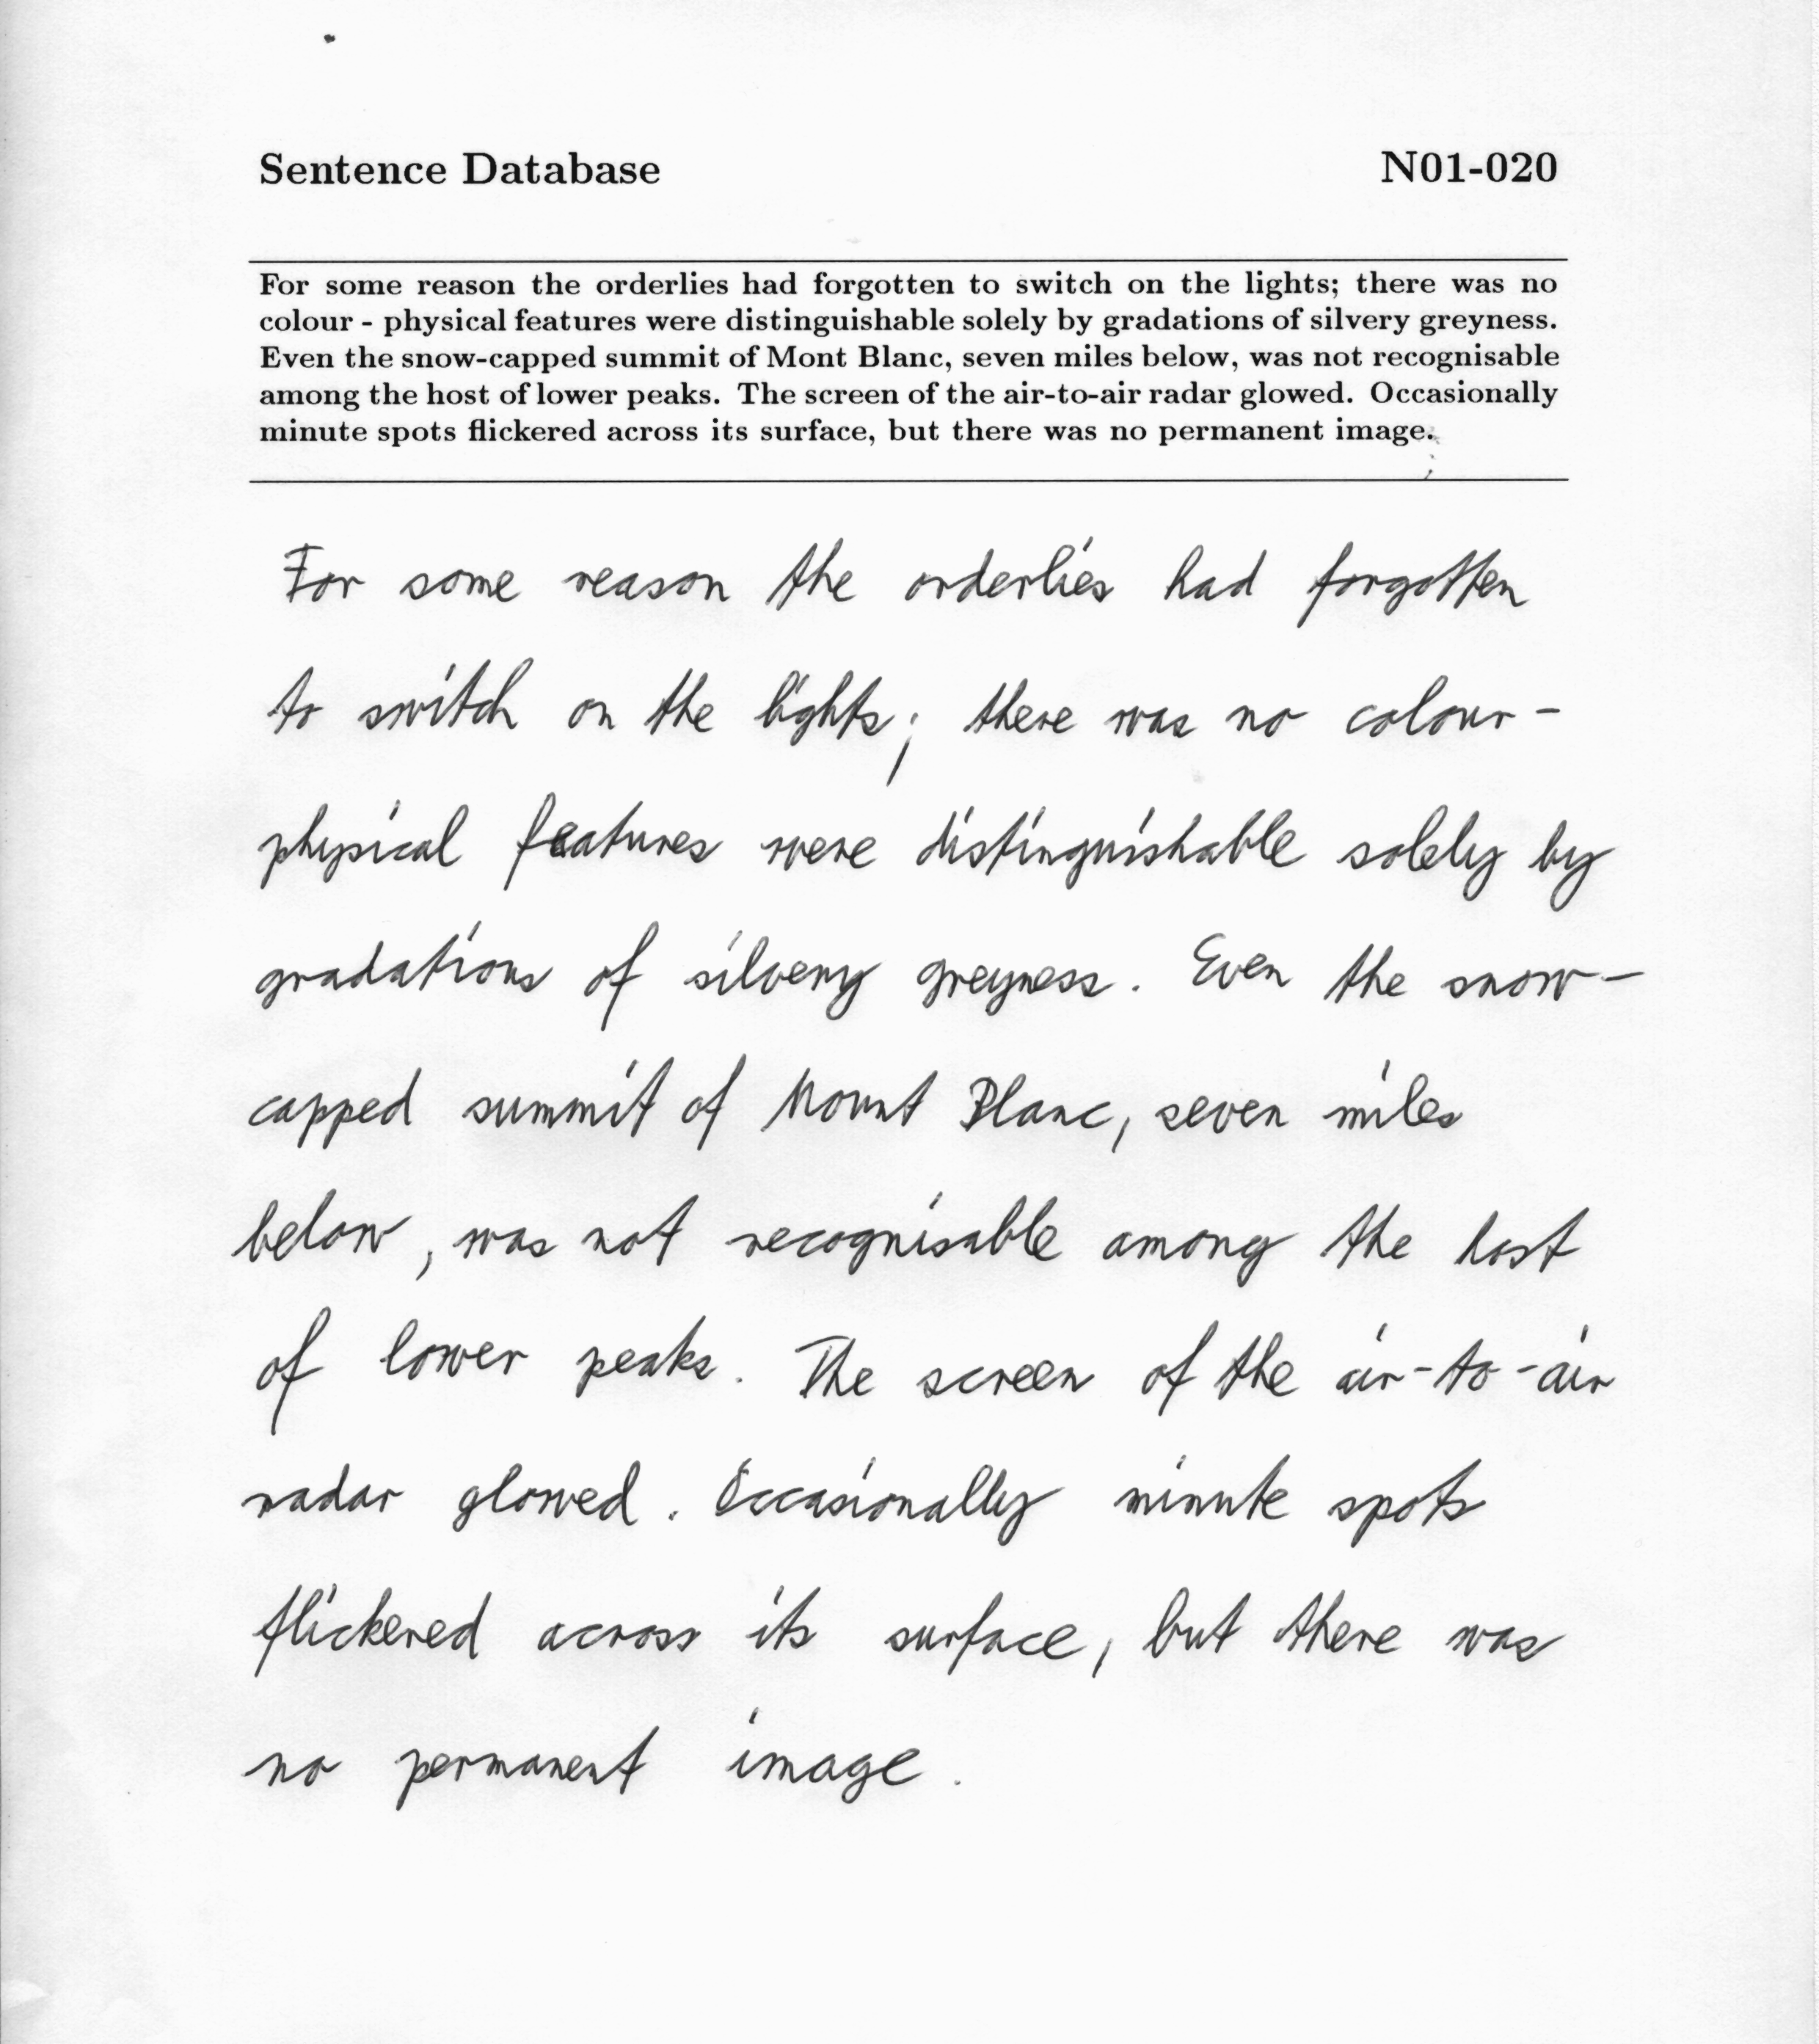 Sentence Database N01-020
For some reason the orderlies had forgotten to switch on the lights; there was no
colour - physical features were distinguishable solely by gradations of silvery greyness.
Even the snow-capped summit of Mont Blanc, seven miles below, was not recognisable
among the host of lower peaks. The screen of the air-to-air radar glowed. Occasionally
minute spots flickered across its surface, but there was no permanent image.
For some reason the orderlies had forgotten
to switch on the lights; there was no colour-
physical features were distinguishable solely by
gradations of silvery greyness. Even the snow-
capped summit of Mount Blanc, seven miles
below, was not recognisable among the host
of lower peaks. The screen of the air-to-air
radar glowed. Occasionally minute spots
flickered across its surface, but there was
no permanent image.